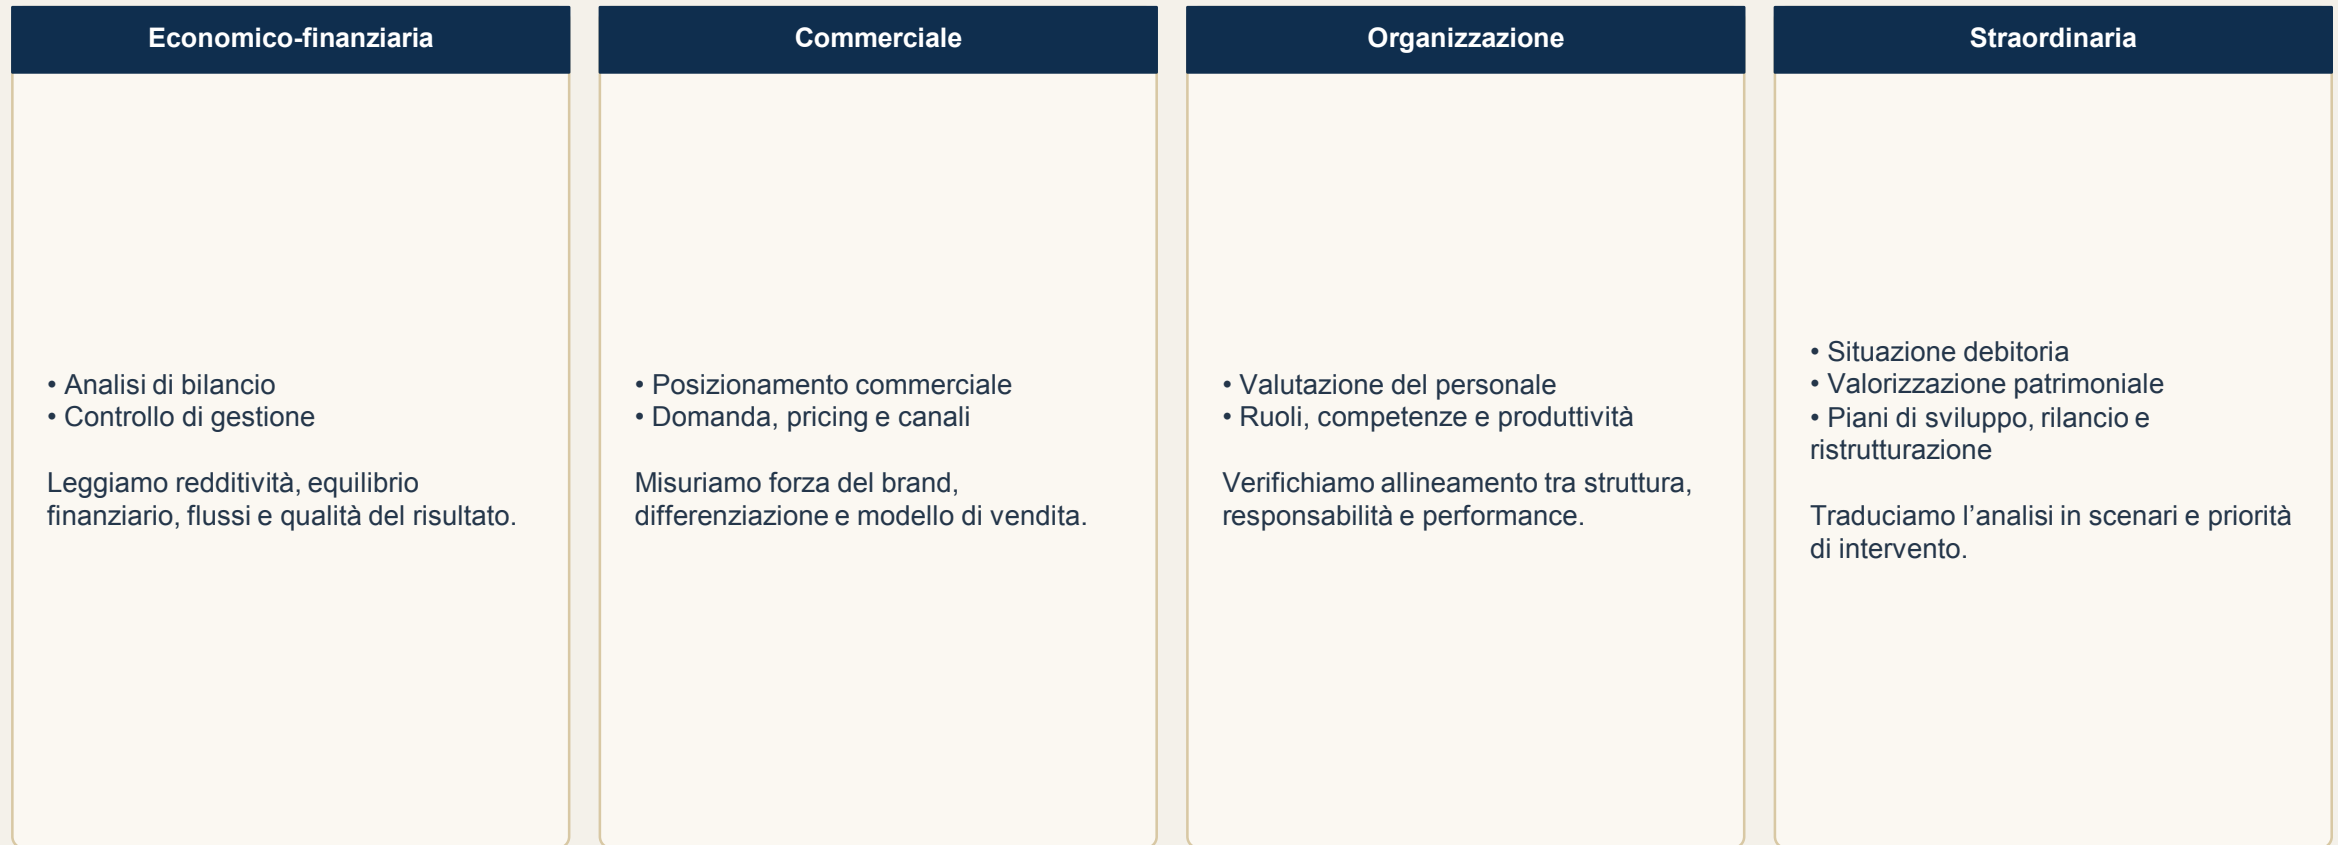 Economico-finanziaria
• Analisi di bilancio
• Controllo di gestione
Leggiamo redditività, equilibrio
finanziario, flussi e qualità del risultato.
Commerciale
• Posizionamento commerciale
• Domanda, pricing e canali
Misuriamo forza del brand,
differenziazione e modello di vendita.
Organizzazione
• Valutazione del personale
• Ruoli, competenze e produttività
Verifichiamo allineamento tra struttura,
responsabilità e performance.
Straordinaria
• Situazione debitoria
• Valorizzazione patrimoniale
• Piani di sviluppo, rilancio e
ristrutturazione
Traduciamo l’analisi in scenari e priorità
di intervento.